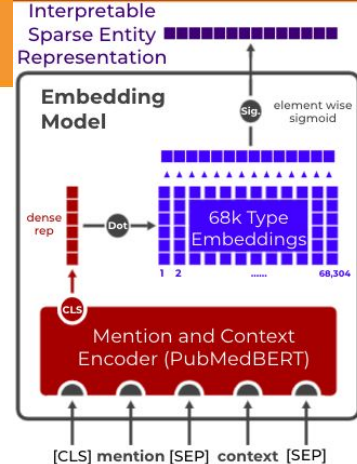 Interpretable
Sparse Entity
Representation
Embedding
Model
Sig.
element wise
sigmoid
dense
rep
Dot
68k Type
Embeddings
1 2 ...... 68,304
CLS
Mention and Context
Encoder (PubMedBERT)
[CLS] mention [SEP] context [SEP]